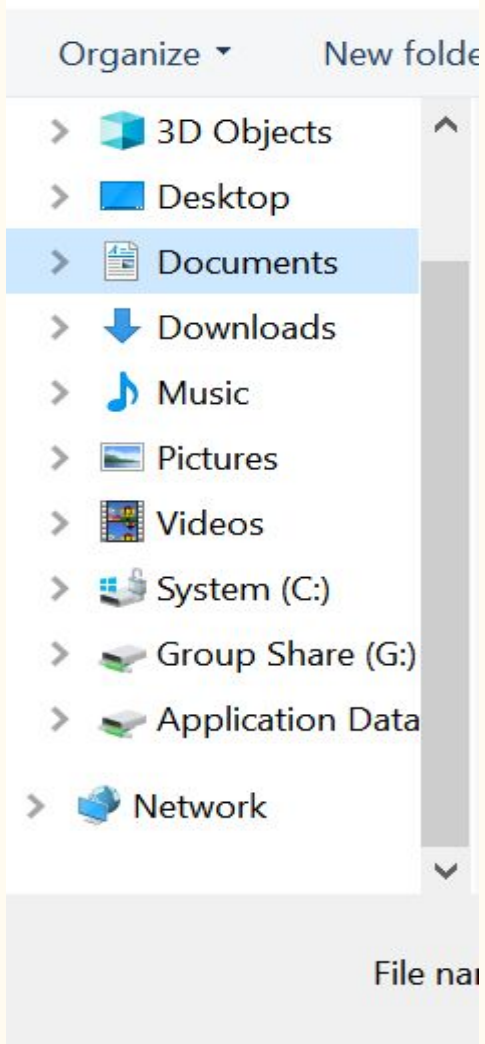 Organize New folde
3D Objects
Desktop
Documents
Downloads
Music
Pictures
Videos
System (C:)
Group Share (G:)
Application Data
Network
File nar